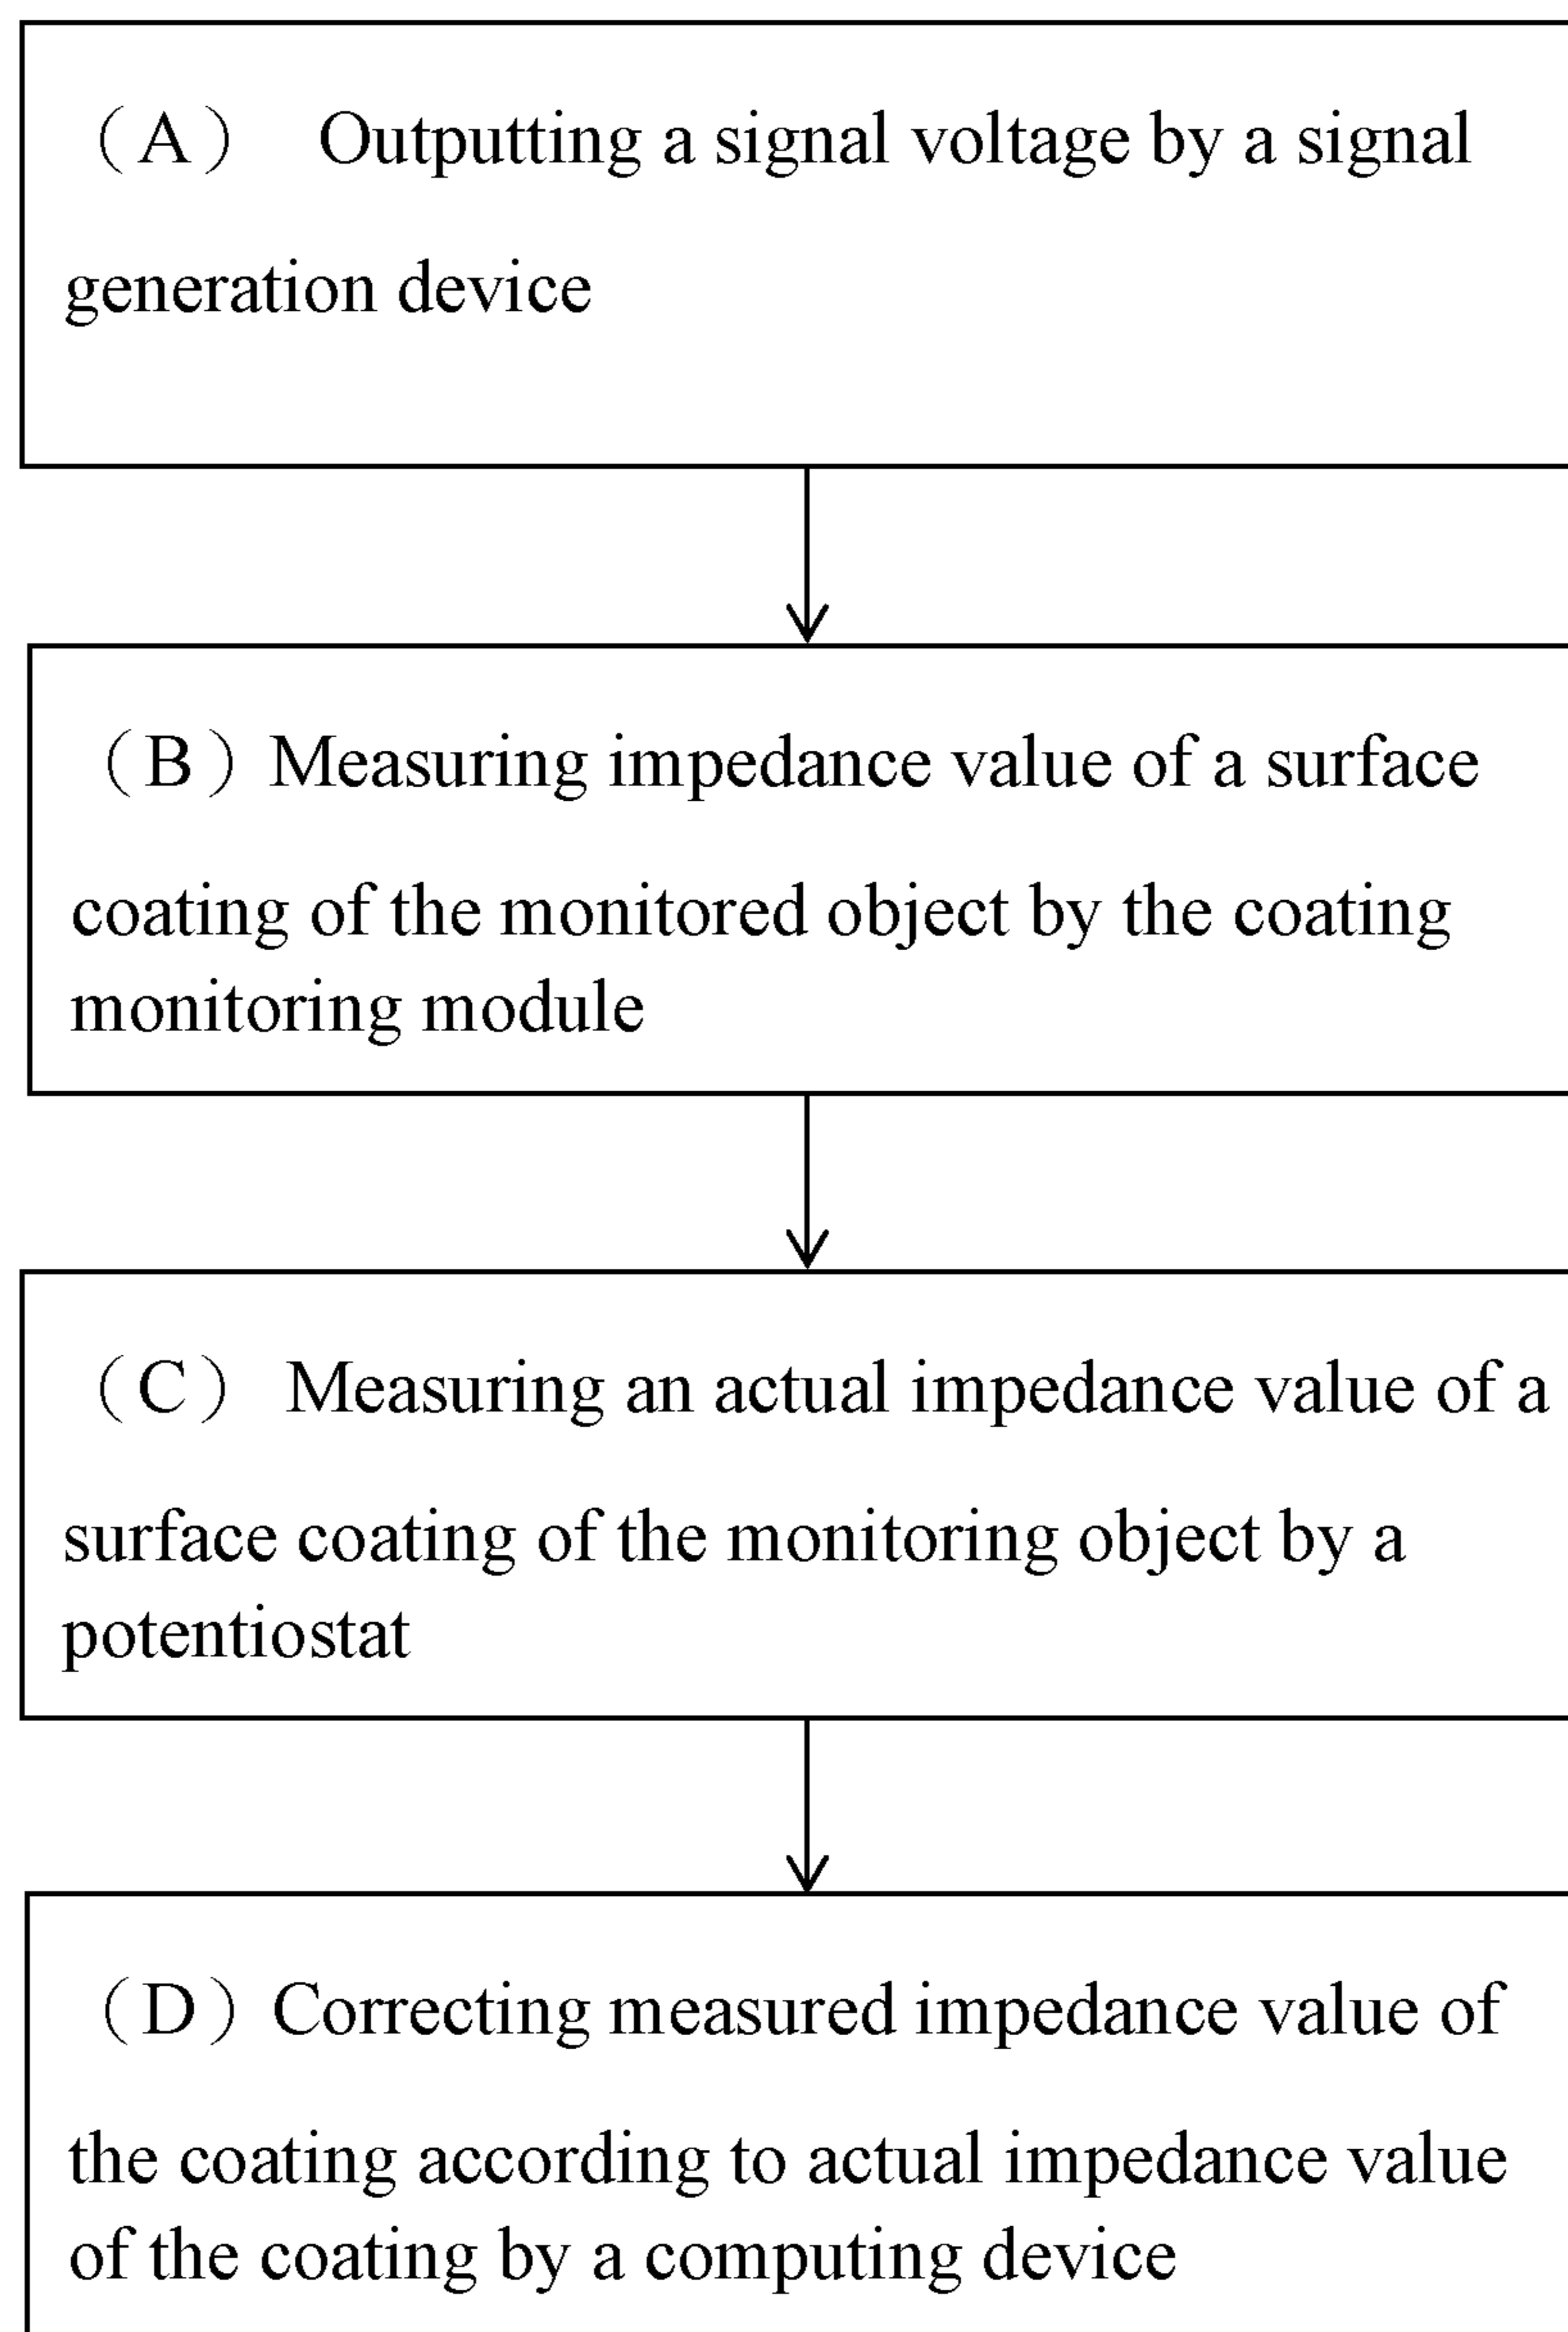 （A） Outputting a signal voltage by a signal
generation device
（B）Measuring impedance value of a surface
coating of the monitored object by the coating
monitoring module
（C） Measuring an actual impedance value of a
surface coating of the monitoring object by a
potentiostat
（D）Correcting measured impedance value of
the coating according to actual impedance value
of the coating by a computing device